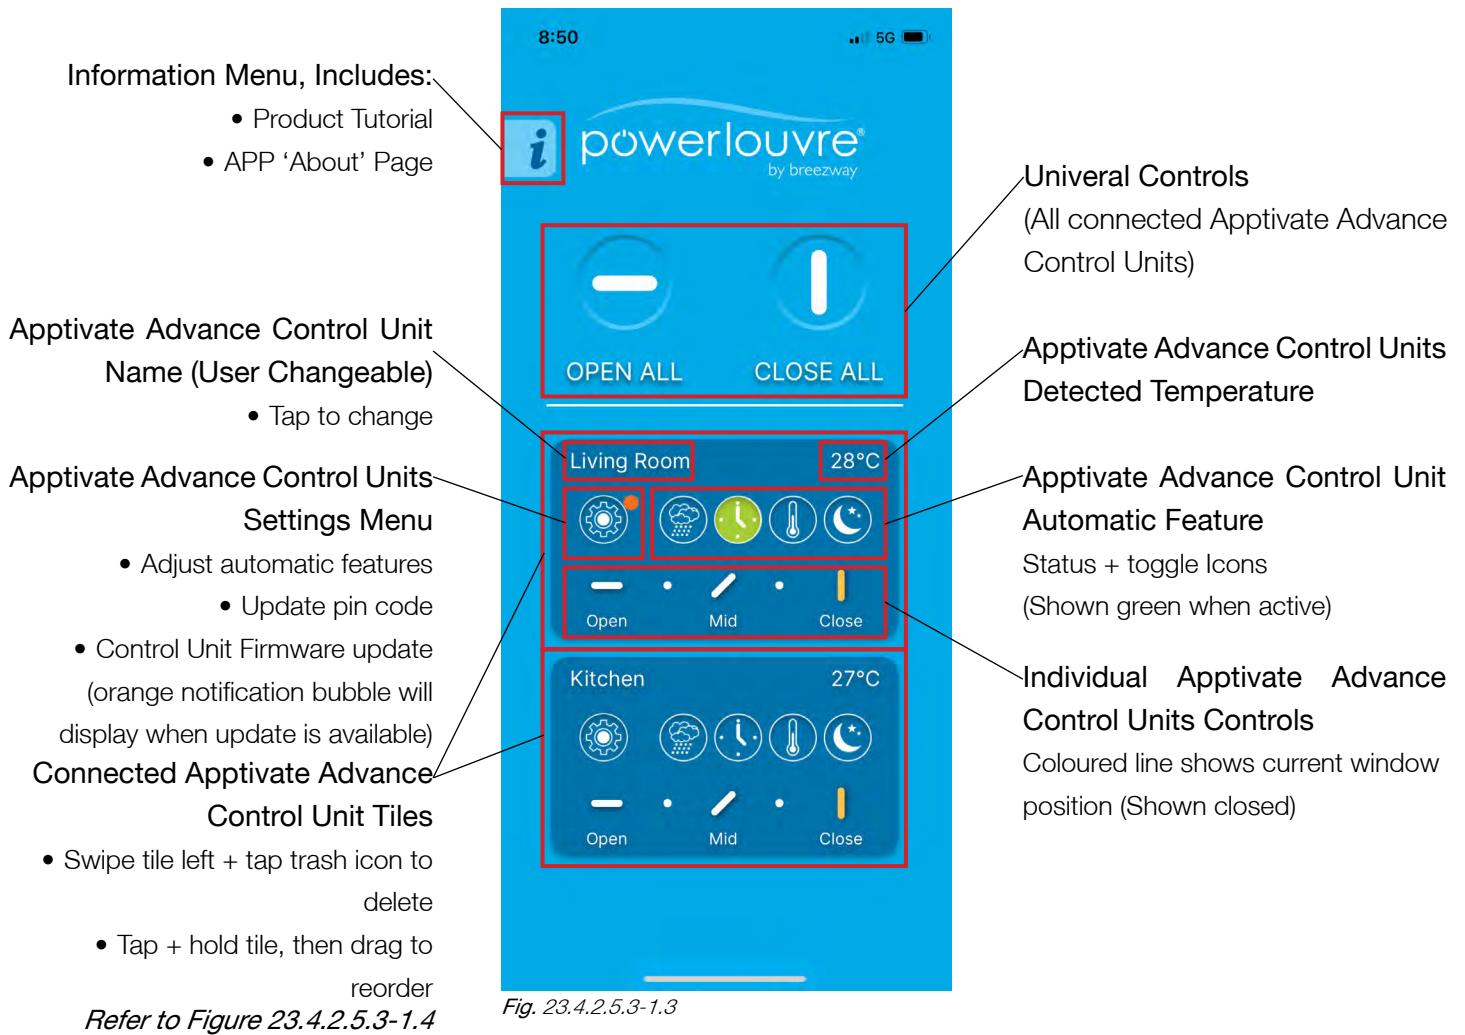 Information Menu, Includes:
• Product Tutorial
• APP ‘About’ Page
Apptivate Advance Control Unit
Name (User Changeable)
• Tap to change
Apptivate Advance Control Units
Settings Menu
• Adjust automatic features
• Update pin code
• Control Unit Firmware update
(orange notification bubble will
display when update is available)
Connected Apptivate Advance
Control Unit Tiles
• Swipe tile left + tap trash icon to
delete
• Tap + hold tile, then drag to
reorder
Refer to Figure 23.4.2.5.3-1.4
8:50
5G
i
powerlouvre®
by breezway
OPEN ALL
CLOSE ALL
Living Room
28°C
Open
Mid
Close
Kitchen
27°C
Open
Mid
Close
Fig. 23.4.2.5.3-1.3
Univeral Controls
(All connected Apptivate Advance
Control Units)
Apptivate Advance Control Units
Detected Temperature
Apptivate Advance Control Unit
Automatic Feature
Status + toggle Icons
(Shown green when active)
Individual Apptivate Advance
Control Units Controls
Coloured line shows current window
position (Shown closed)